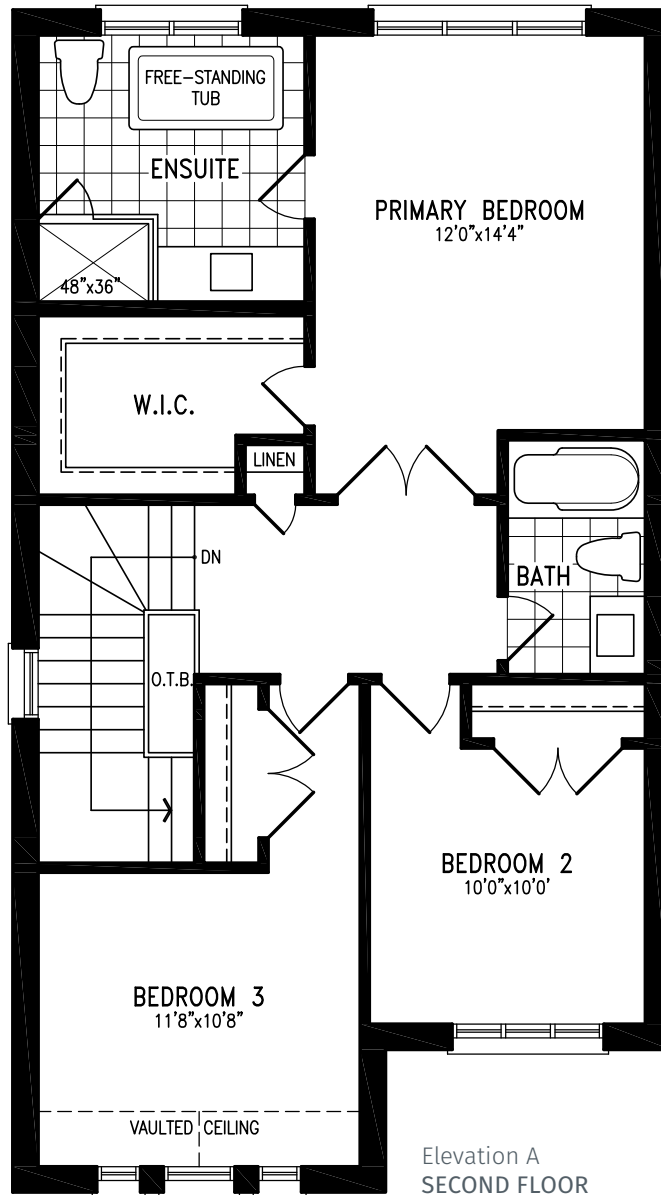 FREE-STANDING
TUB
ENSUITE
PRIMARY BEDROOM
12'0"x14'4"
48"x36"
W.I.C.
LINEN
DN
BATH
O.T.B.
BEDROOM 2
10'0"x10'0'
BEDROOM 3
11'8"x10'8"
VAULTED CEILING
Elevation A
SECOND FLOOR